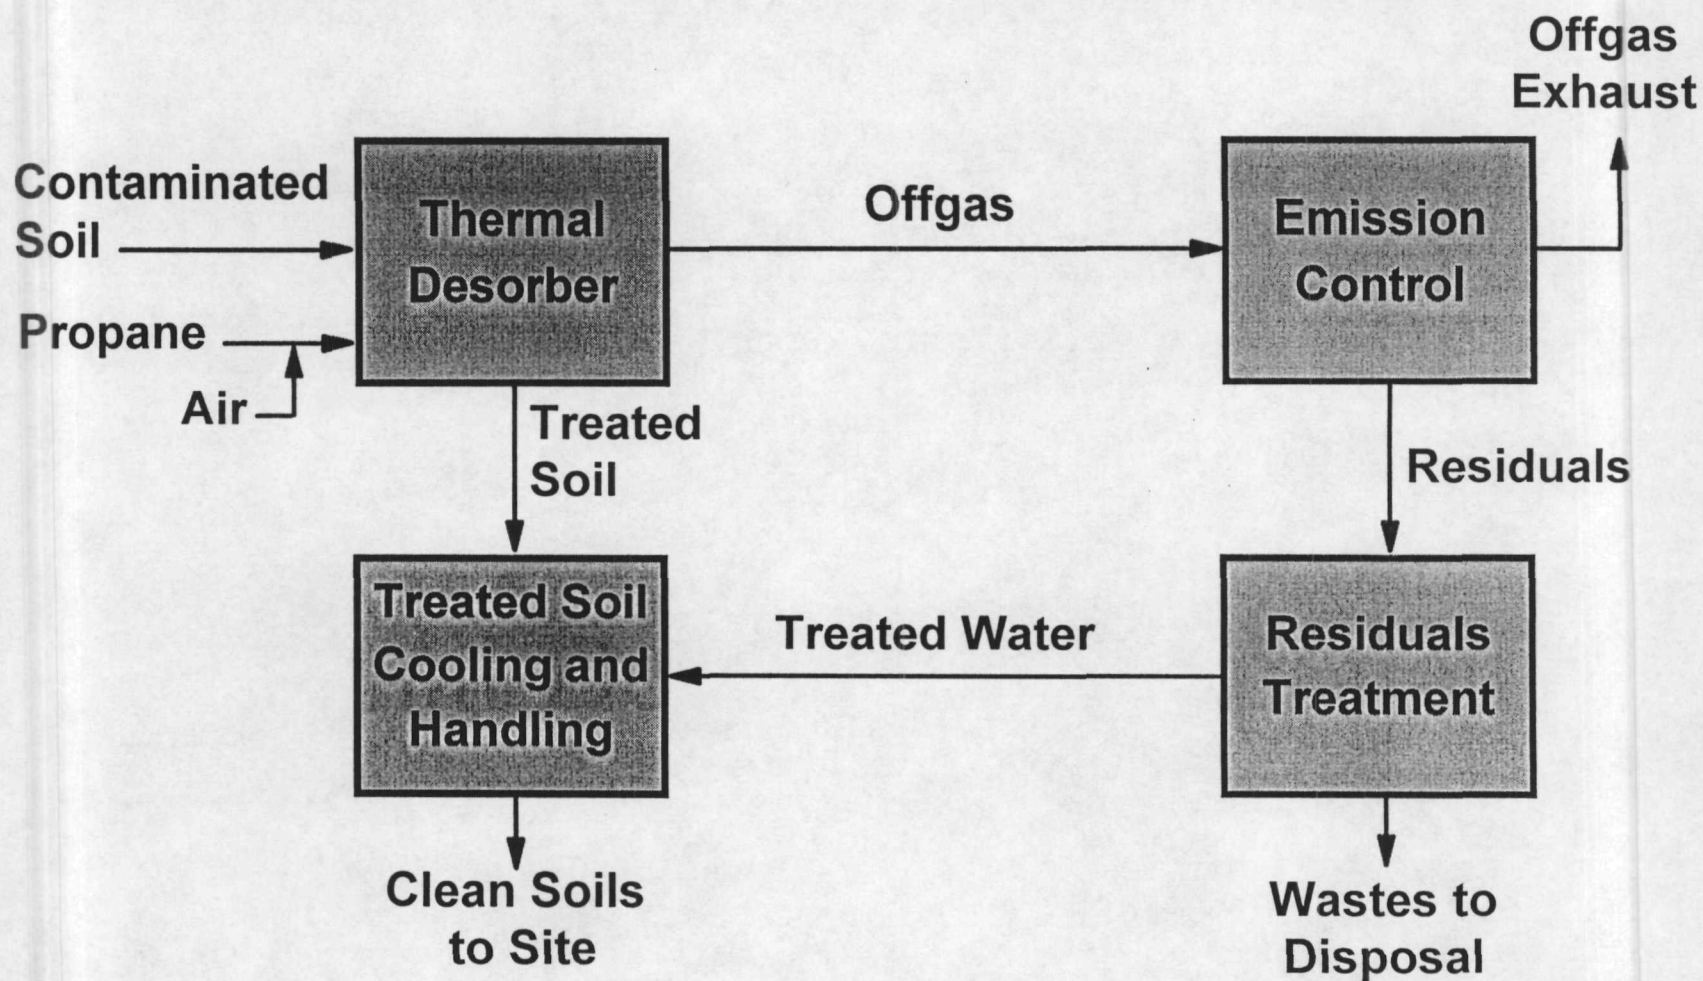 Offgas
Exhaust
Contaminated
Soil
Propane
Air
Thermal
Desorber
Offgas
Emission
Control
Treated
Soil
Residuals
Treated Soil
Cooling and
Handling
Treated Water
Residuals
Treatment
Clean Soils
to Site
Wastes to
Disposal